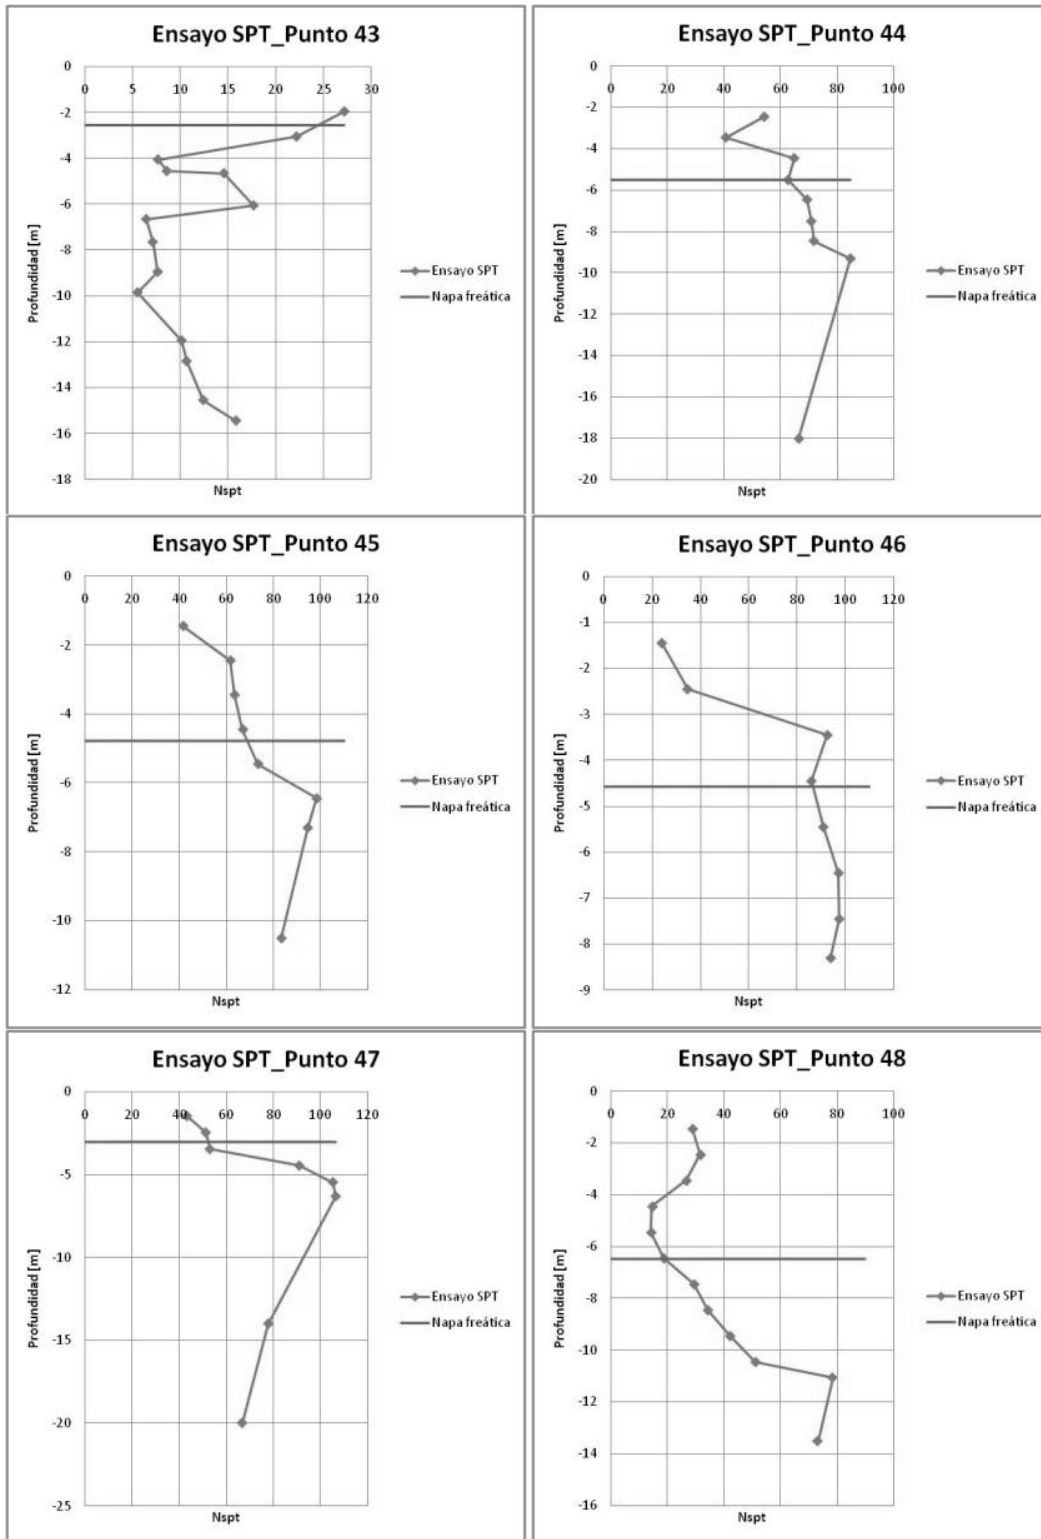 Ensayo SPT_Punto 43
0
0 5 10 15 20 25 30
-2
-4
-6
-8
-10
-12
-14
-16
-18
Profundidad [m]
Nspt
Ensayo SPT
Napa freática
Ensayo SPT_Punto 44
0
0 20 40 60 80 100
-2
-4
-6
-8
-10
-12
-14
-16
-18
-20
Profundidad [m]
Nspt
Ensayo SPT
Napa freática
Ensayo SPT_Punto 45
0
0 20 40 60 80 100 120
-2
-4
-6
-8
-10
-12
Profundidad [m]
Nspt
Ensayo SPT
Napa freática
Ensayo SPT_Punto 46
0
0 20 40 60 80 100 120
-1
-2
-3
-4
-5
-6
-7
-8
-9
Profundidad [m]
Nspt
Ensayo SPT
Napa freática
Ensayo SPT_Punto 47
0
0 20 40 60 80 100 120
-5
-10
-15
-20
-25
Profundidad [m]
Nspt
Ensayo SPT
Napa freática
Ensayo SPT_Punto 48
0
0 20 40 60 80 100
-2
-4
-6
-8
-10
-12
-14
-16
Profundidad [m]
Nspt
Ensayo SPT
Napa freática